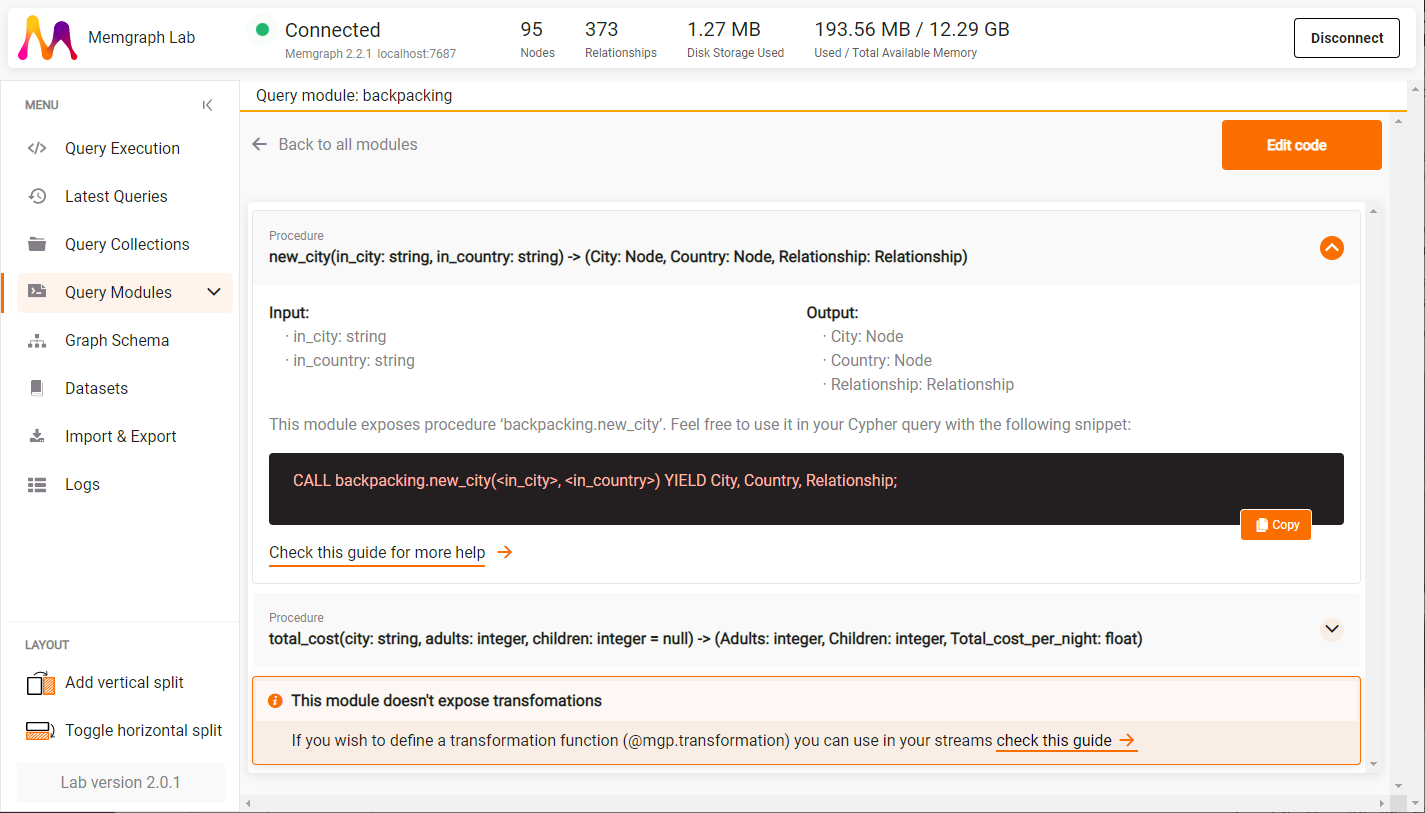 Memgraph Lab
Connected
Memgraph 2.2.1 localhost:7687
95
Nodes
373
Relationships
1.27 MB
Disk Storage Used
193.56 MB / 12.29 GB
Used / Total Available Memory
Disconnect
MENU
Query Execution
Latest Queries
Query Collections
Query Modules
Graph Schema
Datasets
Import & Export
Logs
LAYOUT
Add vertical split
Toggle horizontal split
Lab version 2.0.1
Query module: backpacking
Back to all modules
Edit code
Procedure
new_city(in_city: string, in_country: string) -> (City: Node, Country: Node, Relationship: Relationship)
Input:
· in_city: string
· in_country: string
Output:
· City: Node
· Country: Node
· Relationship: Relationship
This module exposes procedure ‘backpacking.new_city’. Feel free to use it in your Cypher query with the following snippet:
CALL backpacking.new_city(<in_city>, <in_country>) YIELD City, Country, Relationship;
Copy
Check this guide for more help
Procedure
total_cost(city: string, adults: integer, children: integer = null) -> (Adults: integer, Children: integer, Total_cost_per_night: float)
This module doesn't expose transfomations
If you wish to define a transformation function (@mgp.transformation) you can use in your streams check this guide